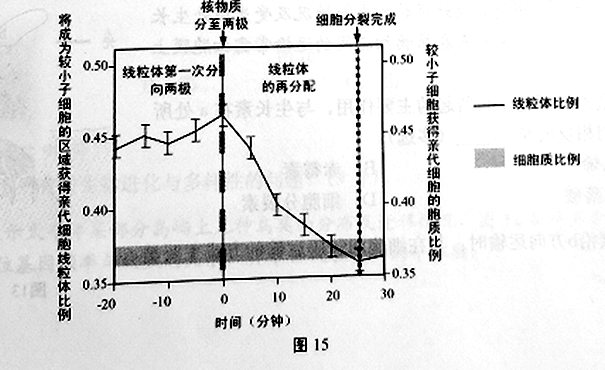 核物质
分至两极
细胞分裂完成
将成为较小子细胞的区域获得亲代细胞线粒体比例
0.50
0.45
0.40
0.35
线粒体第一次分
向两极
线粒体
的再分配
0.50
0.45
0.40
0.35
较小子细胞获得亲代细胞的胞质比例
线粒体比例
细胞质比例
-20
-10
0
10
20
30
时间（分钟）
图 15
图13